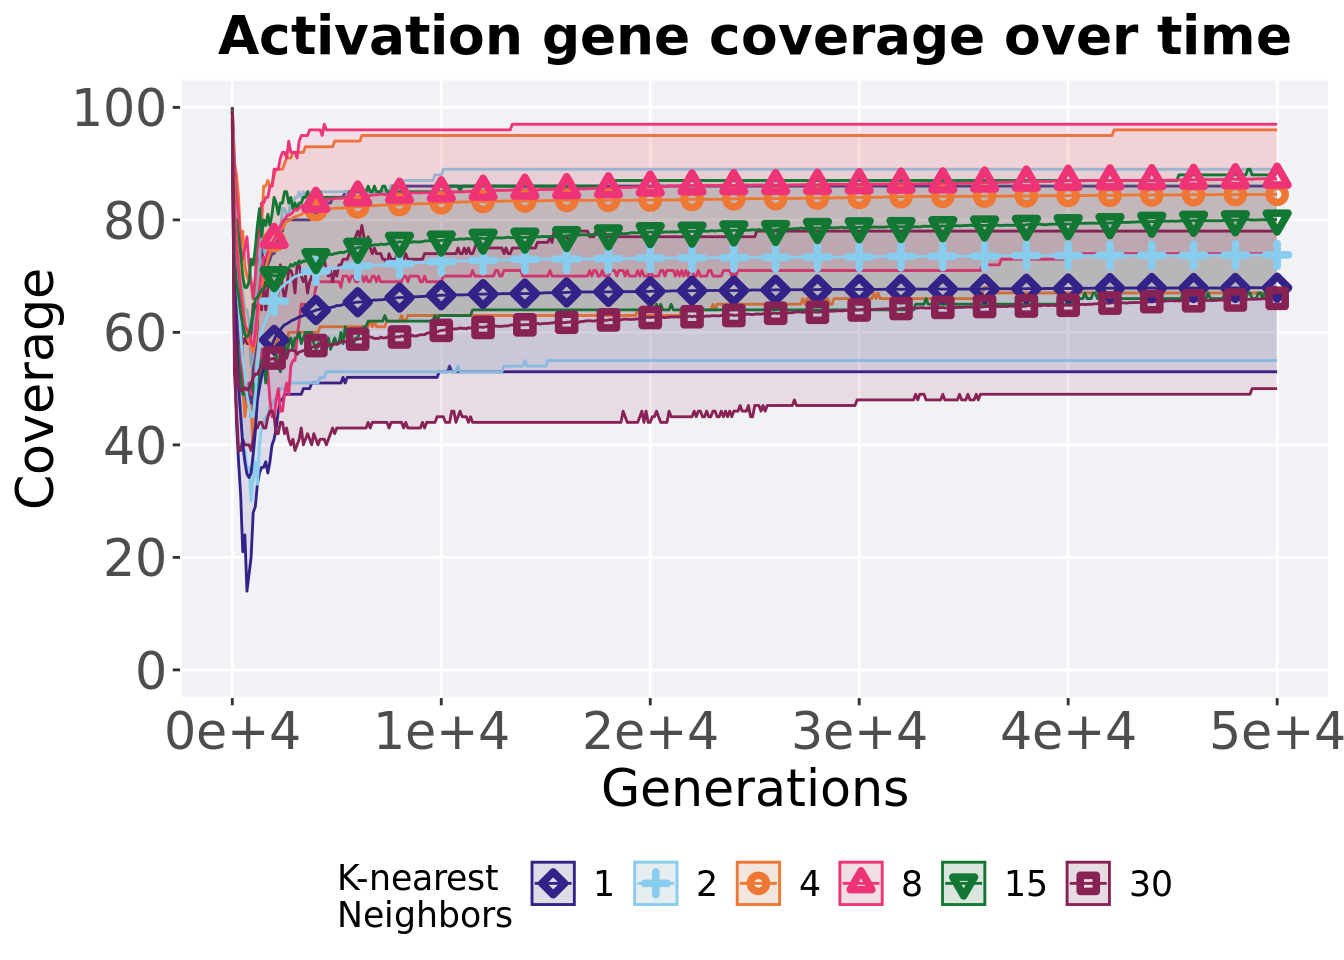 Activation gene coverage over time
100
80
60
40
20
0
Coverage
0e+4 1e+4 2e+4 3e+4 4e+4 5e+4
Generations
K-nearest
Neighbors
1 2 4 8 15 30